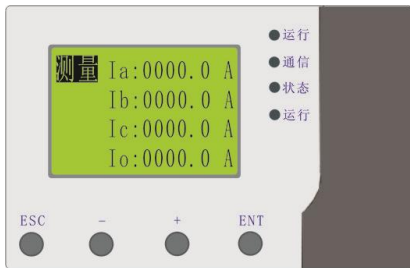 测量 Ia:0000.0 A
Ib:0000.0 A
Ic:0000.0 A
Io:0000.0 A
运行
通信
状态
运行
ESC - + ENT